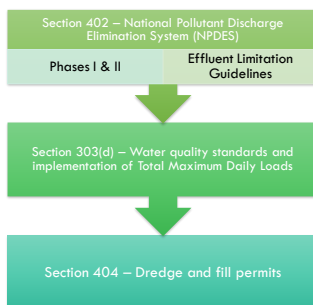 Section 402 – National Pollutant Discharge
Elimination System (NPDES)
Phases I & II
Effluent Limitation
Guidelines
Section 303(d) – Water quality standards and
implementation of Total Maximum Daily Loads
Section 404 – Dredge and fill permits